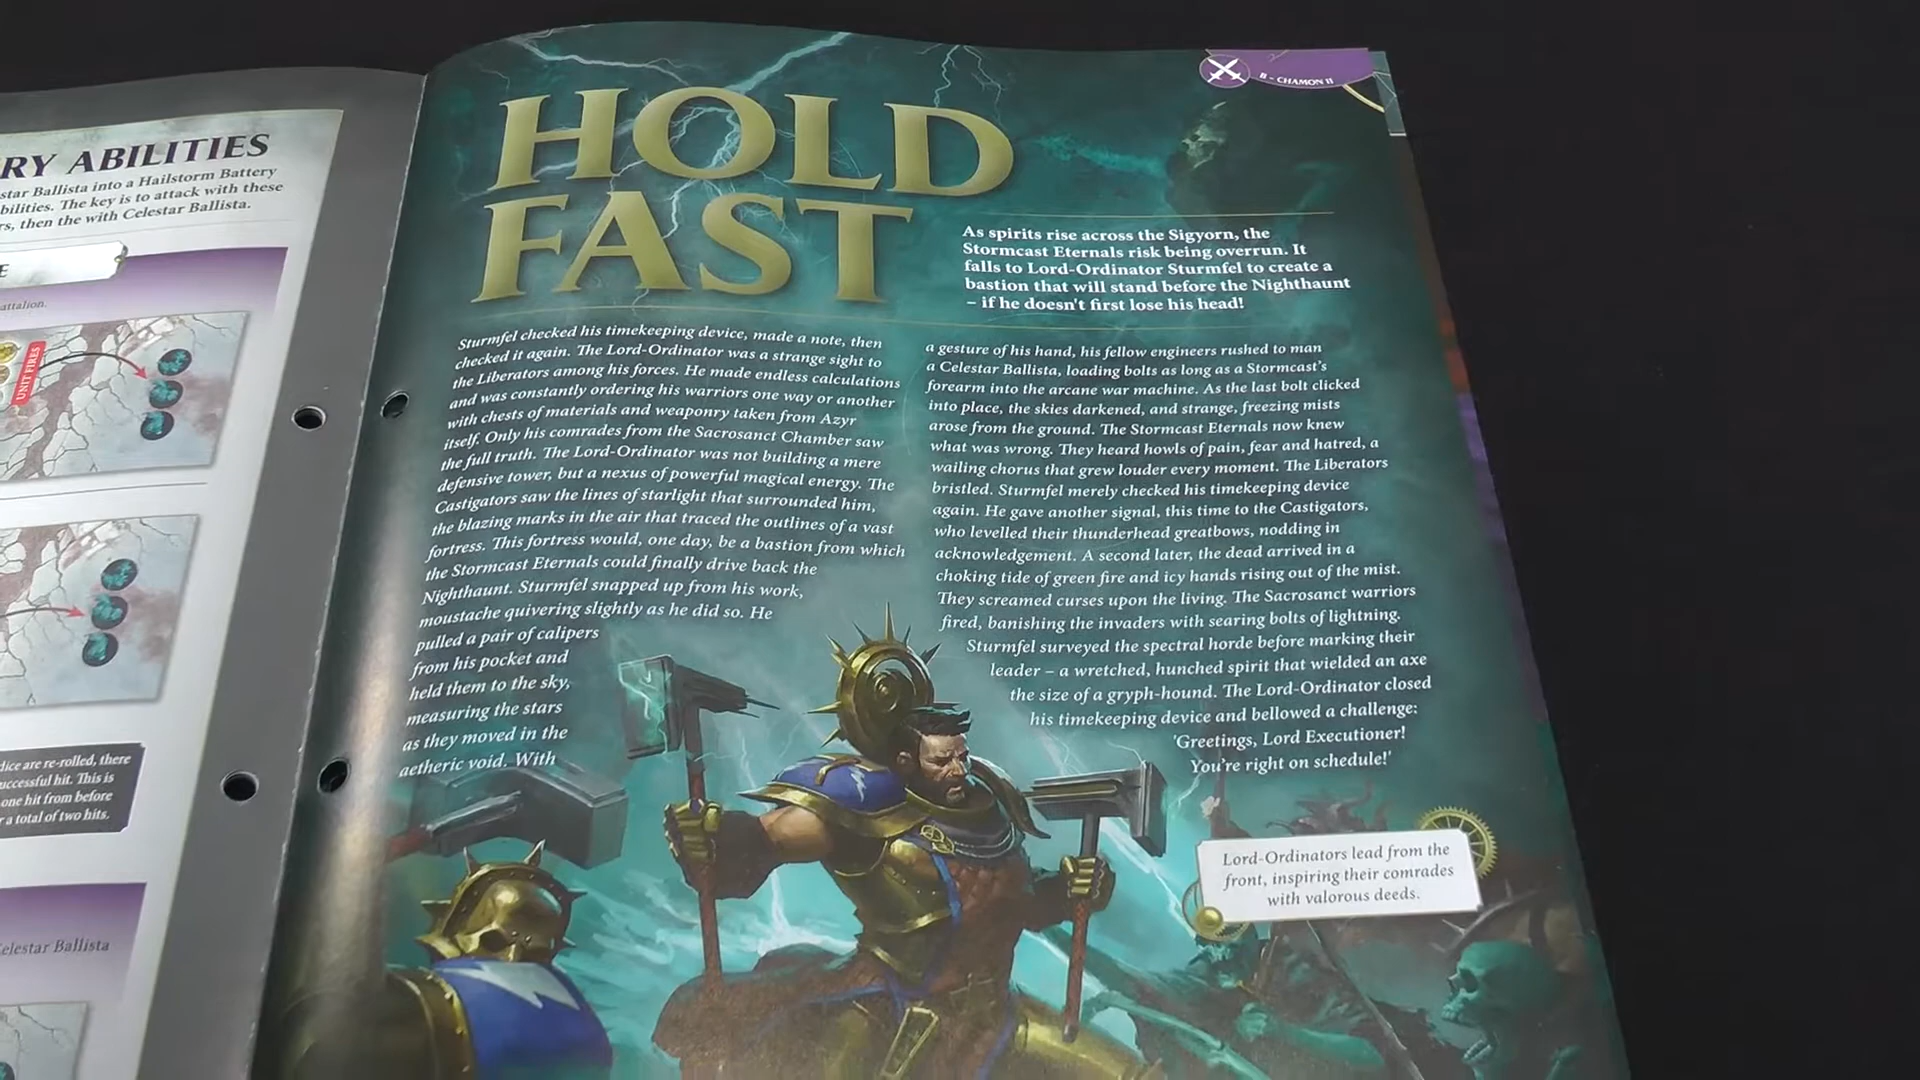 RY ABILITIES
star Ballista into a Hailstorm Battery
bilities. The key is to attack with these
rs, then the with Celestar Ballista.
E
attalion.
UNIT FIRES
dice are re-rolled, there
uccessful hit. This is
one hit from before
r a total of two hits.
Celestar Ballista
B - CHAMON 11
HOLD
FAST
As spirits rise across the Sigyorn, the
Stormcast Eternals risk being overrun. It
falls to Lord-Ordinator Sturmfel to create a
bastion that will stand before the Nighthaunt
– if he doesn't first lose his head!
Sturmfel checked his timekeeping device, made a note, then
checked it again. The Lord-Ordinator was a strange sight to
the Liberators among his forces. He made endless calculations
and was constantly ordering his warriors one way or another
with chests of materials and weaponry taken from Azyr
itself. Only his comrades from the Sacrosanct Chamber saw
the full truth. The Lord-Ordinator was not building a mere
defensive tower, but a nexus of powerful magical energy. The
Castigators saw the lines of starlight that surrounded him,
the blazing marks in the air that traced the outlines of a vast
fortress. This fortress would, one day, be a bastion from which
the Stormcast Eternals could finally drive back the
Nighthaunt. Sturmfel snapped up from his work,
moustache quivering slightly as he did so. He
pulled a pair of calipers
from his pocket and
held them to the sky,
measuring the stars
as they moved in the
aetheric void. With
a gesture of his hand, his fellow engineers rushed to man
a Celestar Ballista, loading bolts as long as a Stormcast's
forearm into the arcane war machine. As the last bolt clicked
into place, the skies darkened, and strange, freezing mists
arose from the ground. The Stormcast Eternals now knew
what was wrong. They heard howls of pain, fear and hatred, a
wailing chorus that grew louder every moment. The Liberators
bristled. Sturmfel merely checked his timekeeping device
again. He gave another signal, this time to the Castigators,
who levelled their thunderhead greatbows, nodding in
acknowledgement. A second later, the dead arrived in a
choking tide of green fire and icy hands rising out of the mist.
They screamed curses upon the living. The Sacrosanct warriors
fired, banishing the invaders with searing bolts of lightning.
Sturmfel surveyed the spectral horde before marking their
leader – a wretched, hunched spirit that wielded an axe
the size of a gryph-hound. The Lord-Ordinator closed
his timekeeping device and bellowed a challenge:
'Greetings, Lord Executioner!
You're right on schedule!'
Lord-Ordinators lead from the
front, inspiring their comrades
with valorous deeds.